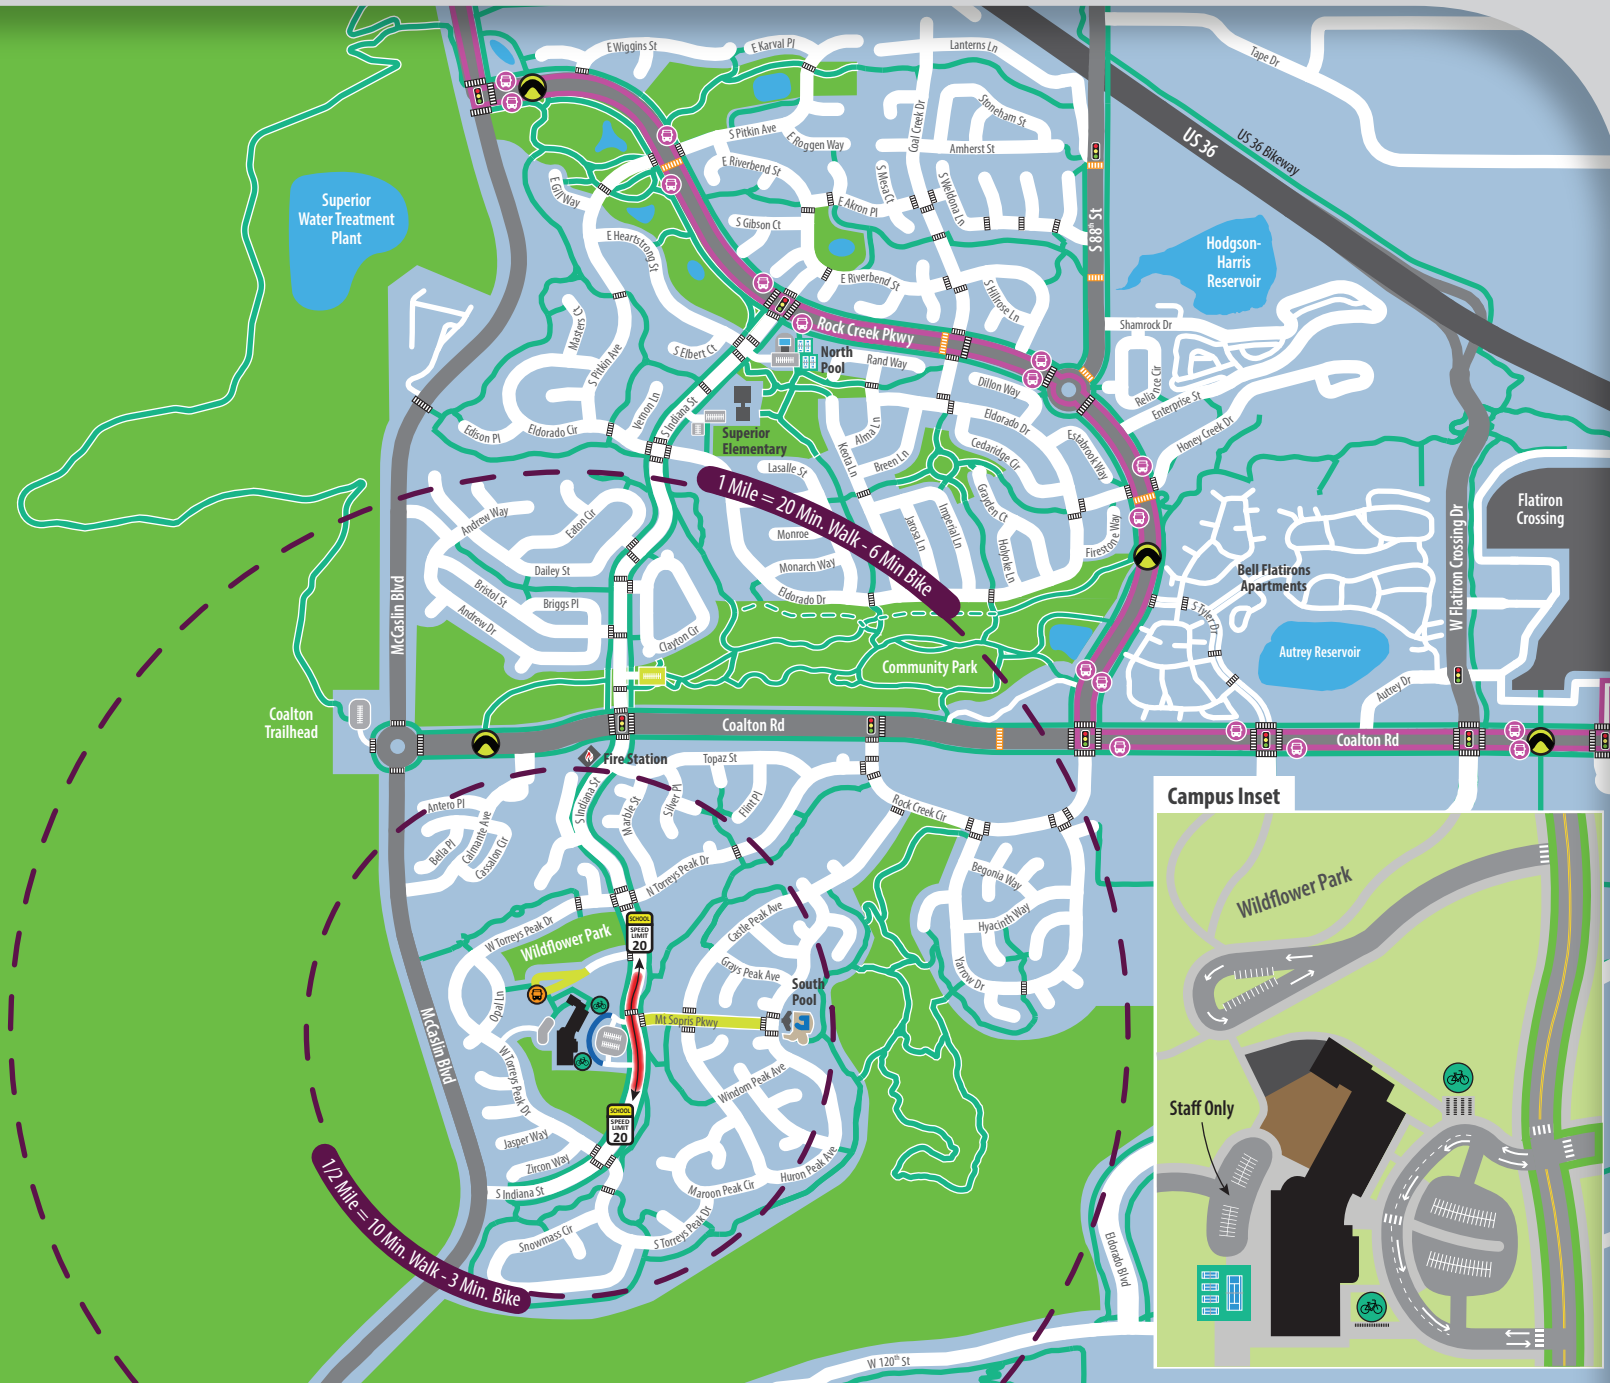 E Wiggins St
E Karval Pl
Lanterns Ln
Tape Dr
US 36
US 36 Bikeway
Coal Creek Dr
Stoneham St
Amherst St
S Pitkin Ave
E Roggen Way
E Riverbend St
S Mesa Ct
S Weldona Ln
E Akron Pl
S Gibson Ct
E Gill Way
E Heartstrong St
S 88th St
Superior
Water Treatment
Plant
Hodgson-
Harris
Reservoir
E Riverbend St
S Hillrose Ln
Shamrock Dr
Rock Creek Pkwy
Masters Ct
S Pitkin Ave
S Elbert Ct
North
Pool
Rand Way
Dillon Way
Reliance Cir
Enterprise St
Honey Creek Dr
Vernon Ln
S Indiana St
Edison Pl
Eldorado Cir
Superior
Elementary
Keota Ln
Alma Ln
Breen Ln
Eldorado Dr
Cedaridge Cir
Estabrook Way
Lasalle St
1 Mile = 20 Min. Walk - 6 Min Bike
Grayden Ct
Flatiron
Crossing
Andrew Way
Eaton Cir
Monroe
Jarosa Ln
Imperial Ln
Holyoke Ln
Firestone Way
W Flatiron Crossing Dr
Dailey St
Monarch Way
Bell Flatirons
Apartments
Bristol St
Briggs Pl
Eldorado Dr
McCaslin Blvd
Andrew Dr
Clayton Cir
S Tyler Dr
Autrey Reservoir
Community Park
Autrey Dr
Coalton
Trailhead
Coalton Rd
Coalton Rd
Fire Station
Topaz St
Campus Inset
Antero Pl
Bella Pl
Calmante Ave
Cassalon Cir
S Indiana St
Marble St
Silver Pl
Flint Pl
Rock Creek Cir
N Torreys Peak Dr
Begonia Way
Hyacinth Way
Yarrow Dr
W Torreys Peak Dr
Wildflower Park
SCHOOL
SPEED
LIMIT
20
Castle Peak Ave
Grays Peak Ave
Opal Ln
South
Pool
Mt Sopris Pkwy
McCaslin Blvd
W Torreys Peak Dr
Windom Peak Ave
SCHOOL
SPEED
LIMIT
20
Jasper Way
Zircon Way
S Indiana St
Maroon Peak Cir
Huron Peak Ave
Snowmass Cir
S Torreys Peak Dr
1/2 Mile = 10 Min. Walk - 3 Min. Bike
Eldorado Blvd
W 120th St
Wildflower Park
Staff Only